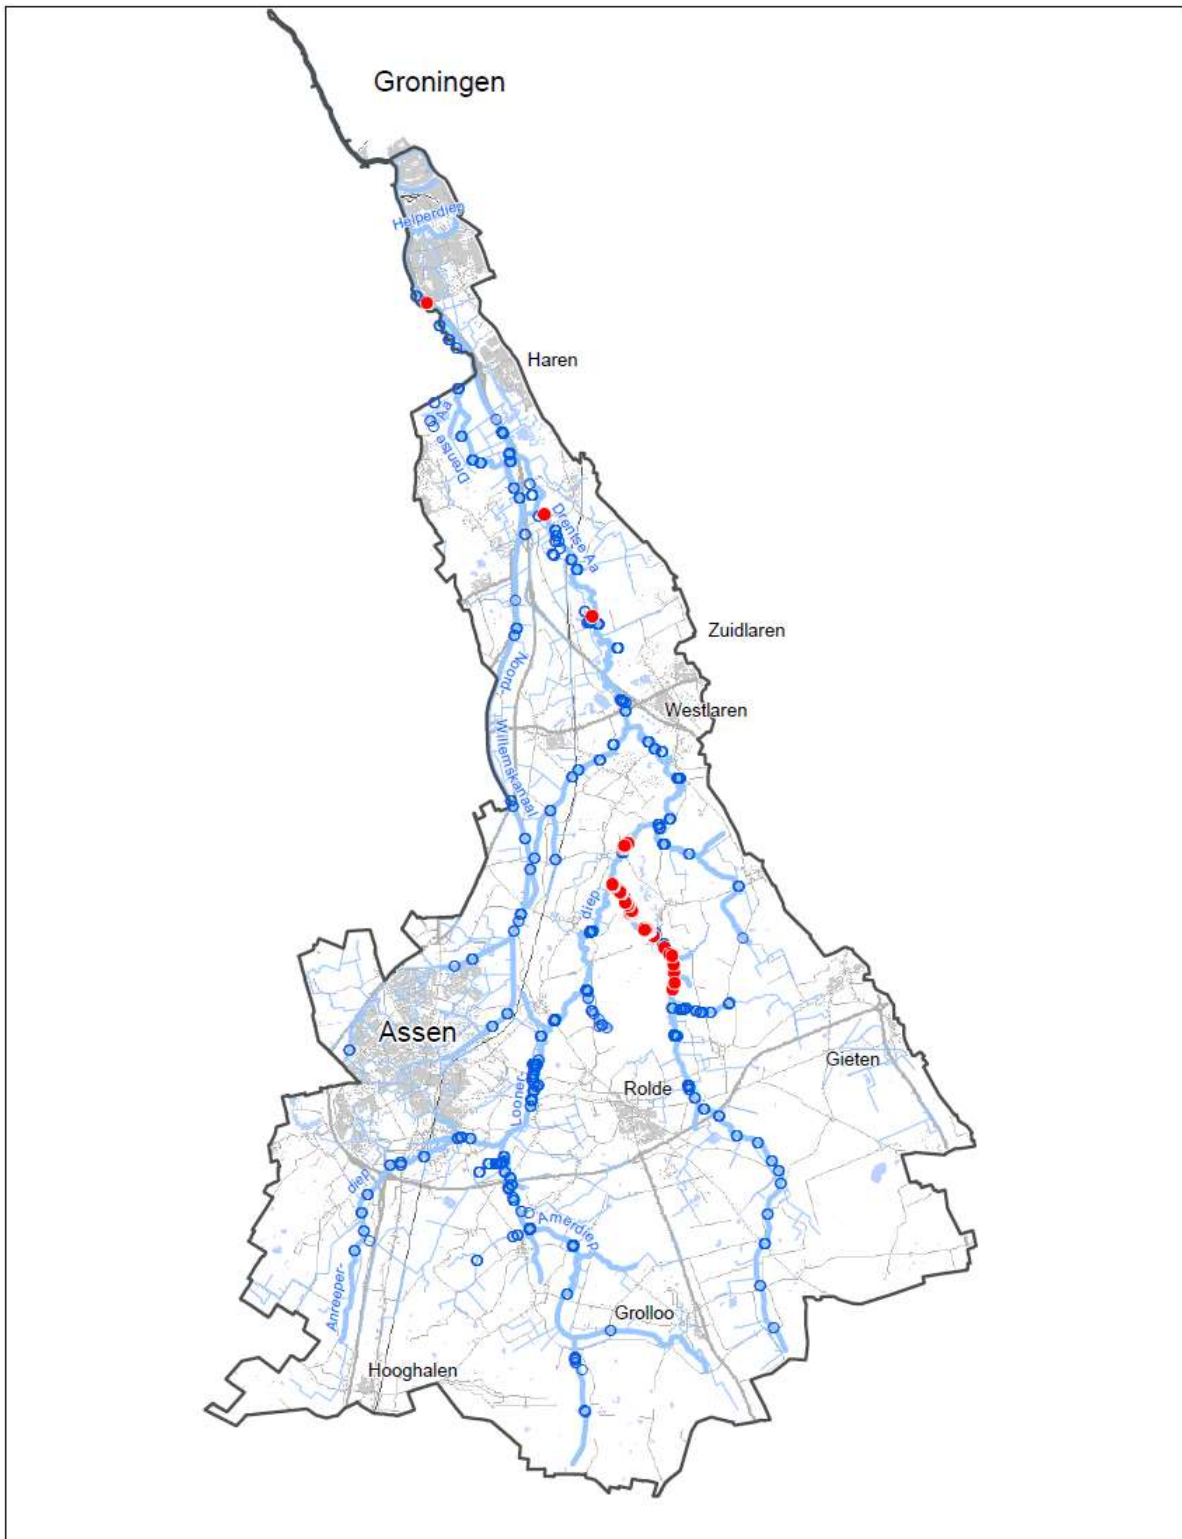 Groningen
Helperdiep
Haren
Drentse Aa
Drentse Aa
Zuidlaren
Noord-
Westlaren
Willemskanaal
diep
Assen
Gieten
Rolde
Looner-
diep
Amerdiep
Anreeper-
Grolloo
Hooghalen